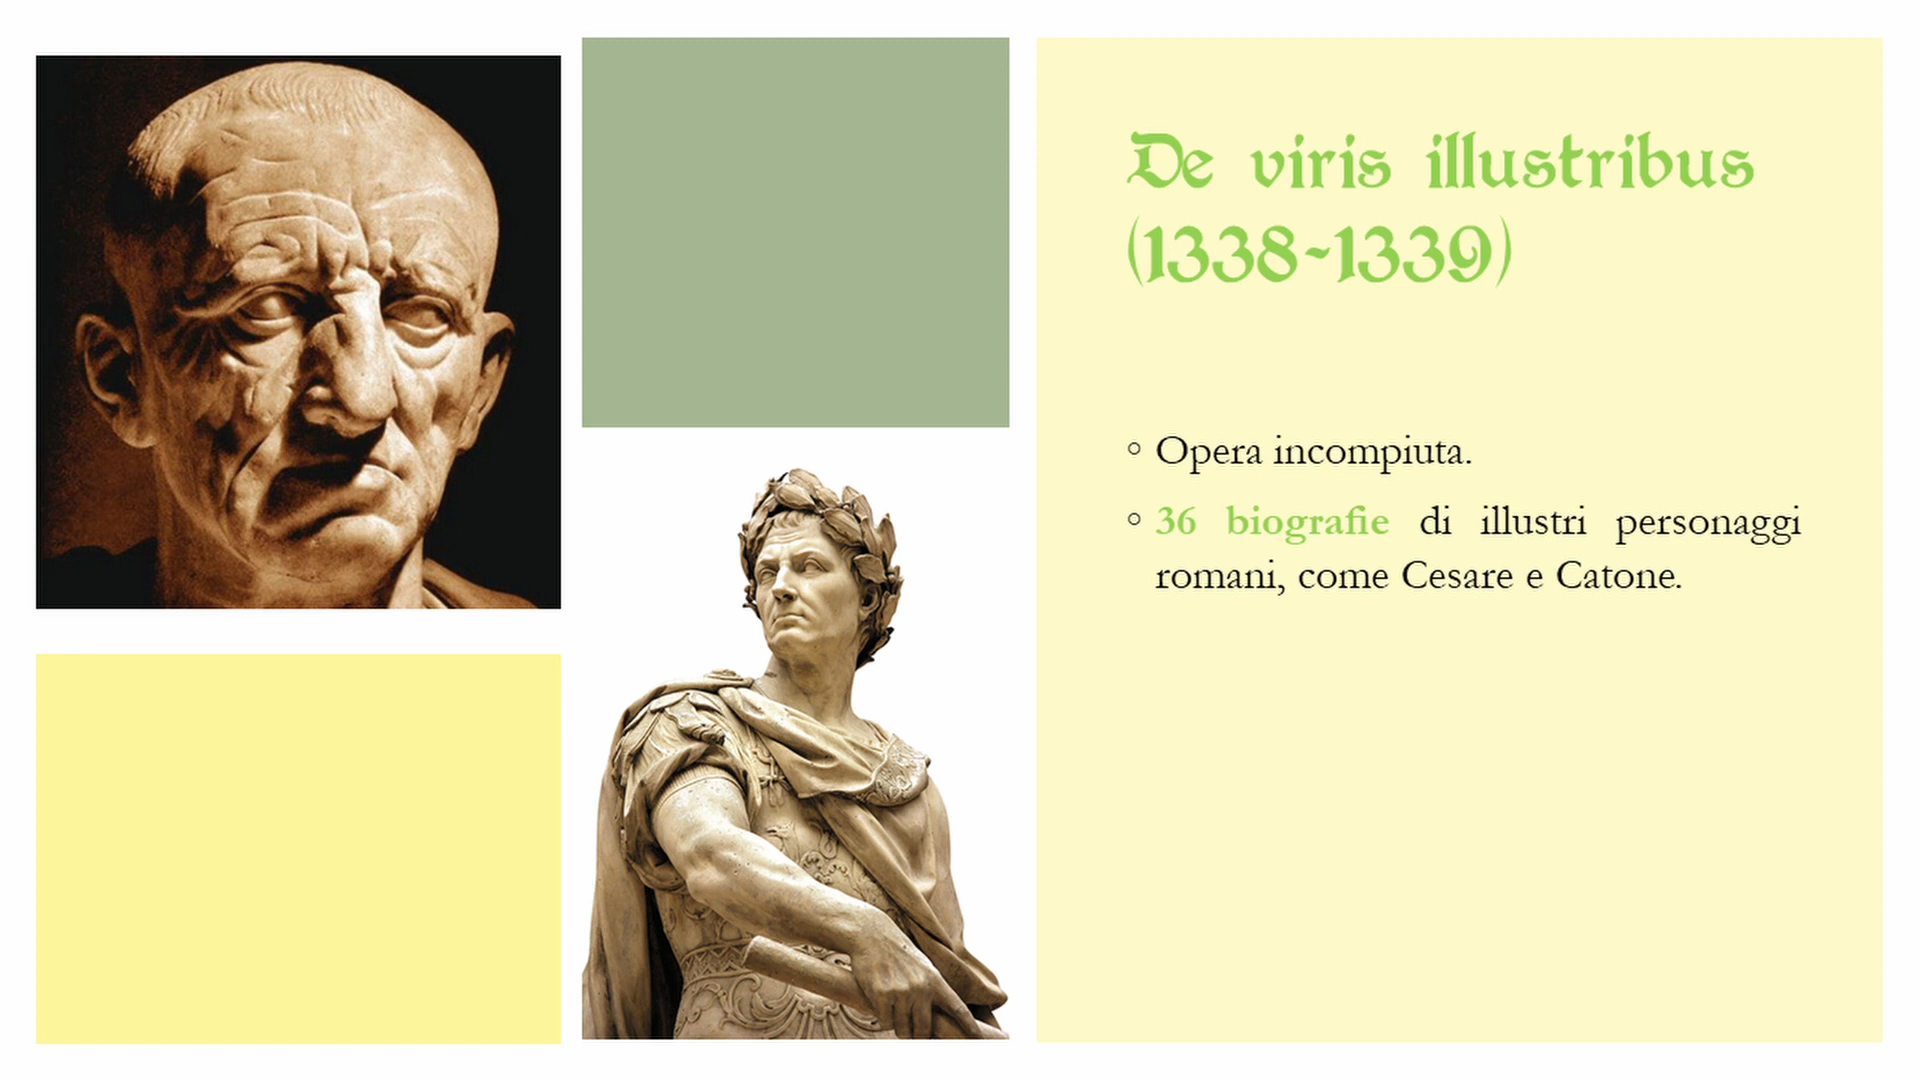 De viris illustribus
(1338-1339)
◦ Opera incompiuta.
◦ 36 biografie di illustri personaggi
romani, come Cesare e Catone.